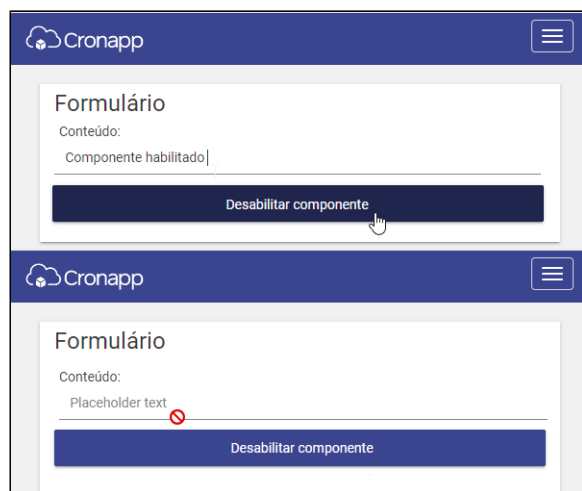 Cronapp
Formulário
Conteúdo:
Componente habilitado
Desabilitar componente
Cronapp
Formulário
Conteúdo:
Placeholder text
Desabilitar componente